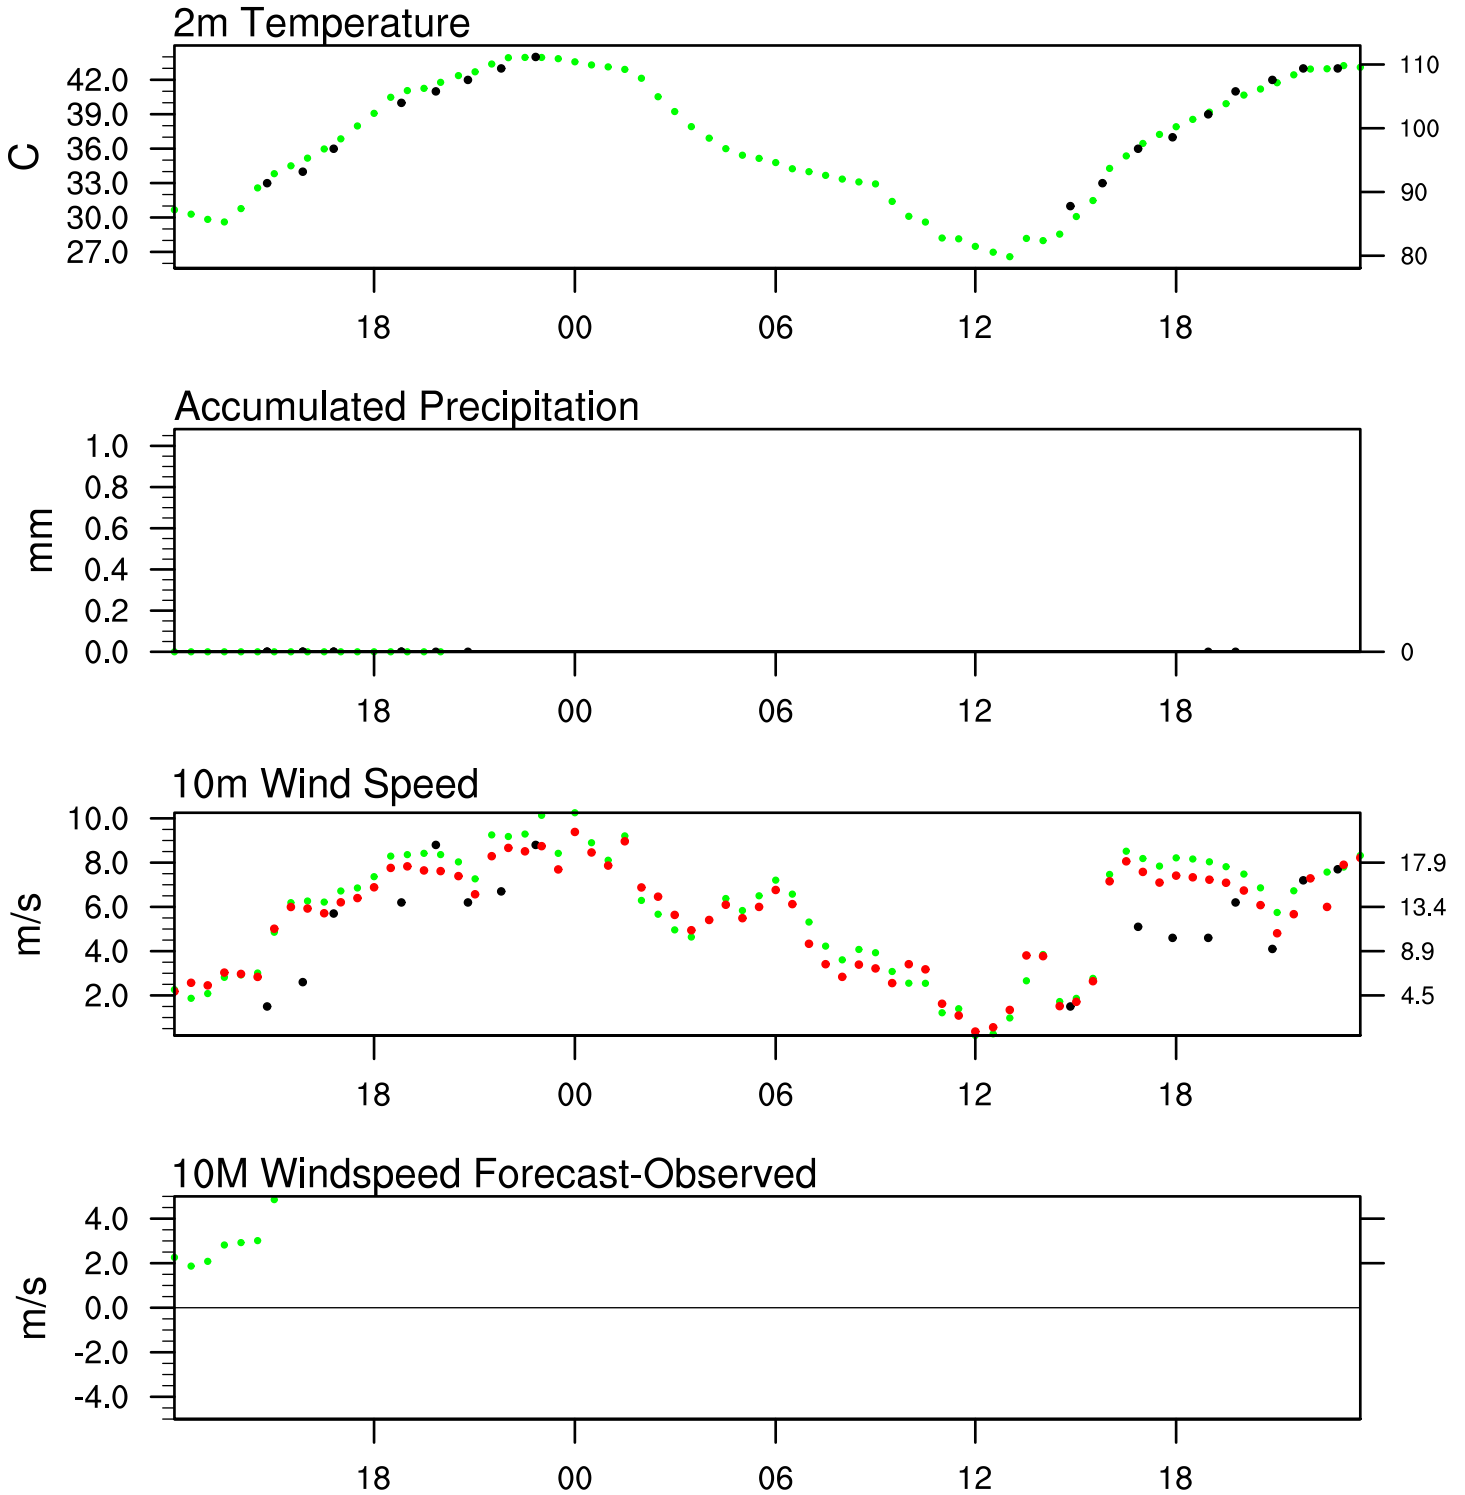 2m Temperature
C
42.0
39.0
36.0
33.0
30.0
27.0
110
100
90
80
18 00 06 12 18
Accumulated Precipitation
mm
1.0
0.8
0.6
0.4
0.2
0.0
0
18 00 06 12 18
10m Wind Speed
m/s
10.0
8.0
6.0
4.0
2.0
17.9
13.4
8.9
4.5
18 00 06 12 18
10M Windspeed Forecast-Observed
m/s
4.0
2.0
0.0
-2.0
-4.0
18 00 06 12 18